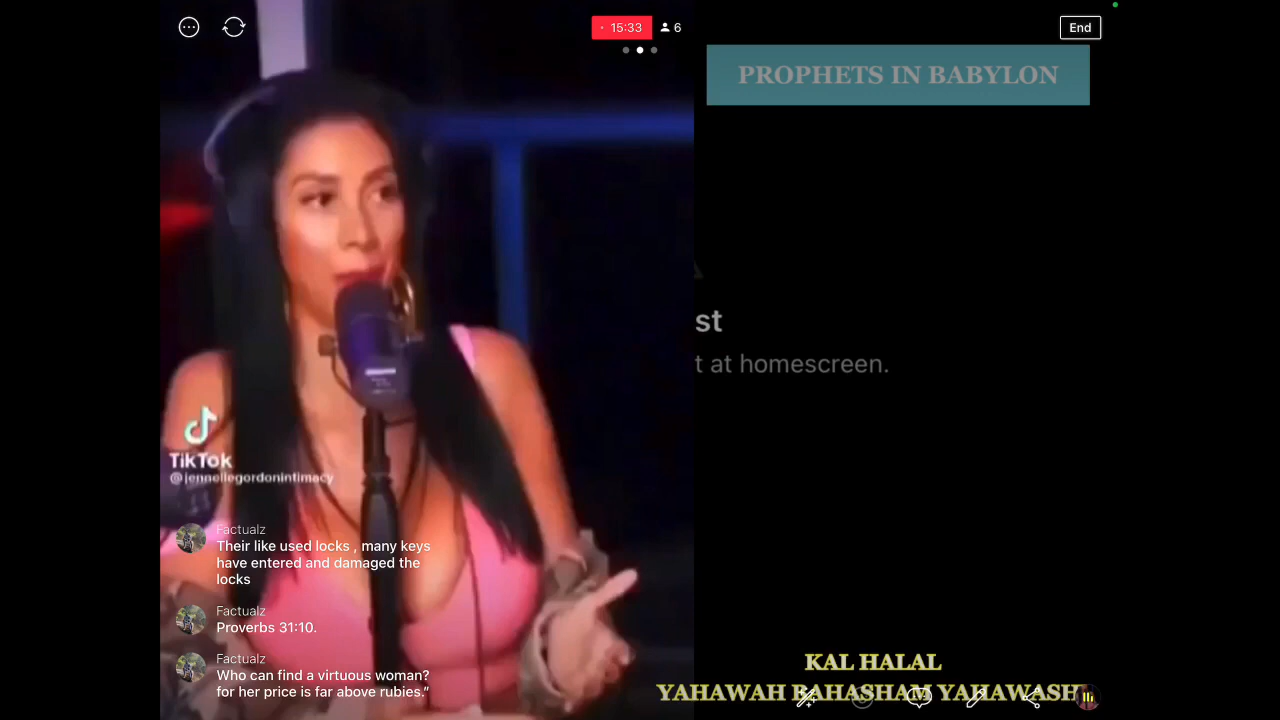 15:33
6
End
PROPHETS IN BABYLON
st
t at homescreen.
TikTok
@jennellegordonintimacy
Factualz
Their like used locks , many keys
have entered and damaged the
locks
Factualz
Proverbs 31:10.
Factualz
Who can find a virtuous woman?
for her price is far above rubies.”
KAL HALAL
YAHAWAH BAHASHAM YAHAWASHI